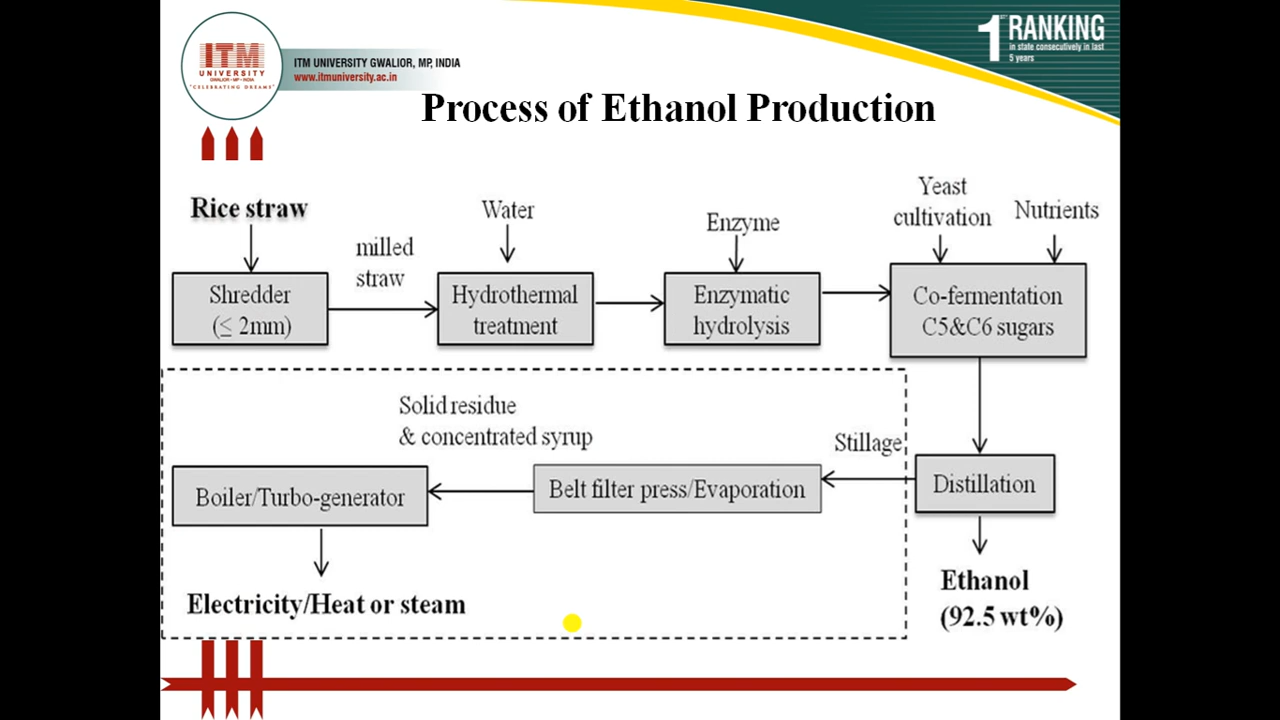 ITM
UNIVERSITY
GWALIOR • MP • INDIA
"CELEBRATING DREAMS"
ITM UNIVERSITY GWALIOR, MP, INDIA
www.itmuniversity.ac.in
1ST RANKING
in state consecutively in last
5 years
Process of Ethanol Production
Rice straw
milled
straw
Water
Enzyme
Yeast
cultivation
Nutrients
Shredder
(≤ 2mm)
Hydrothermal
treatment
Enzymatic
hydrolysis
Co-fermentation
C5&C6 sugars
Solid residue
& concentrated syrup
Stillage
Boiler/Turbo-generator
Belt filter press/Evaporation
Distillation
Electricity/Heat or steam
Ethanol
(92.5 wt%)